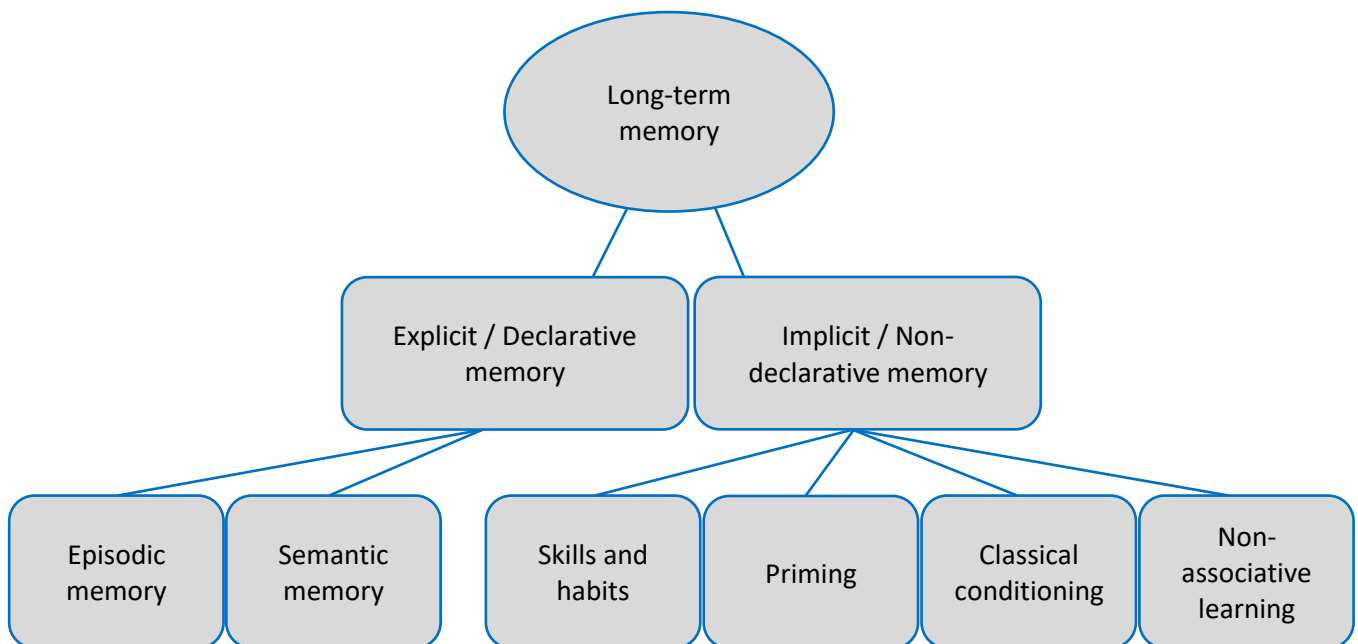 Long-term
memory
Explicit / Declarative
memory
Implicit / Non-
declarative memory
Episodic
memory
Semantic
memory
Skills and
habits
Priming
Classical
conditioning
Non-
associative
learning